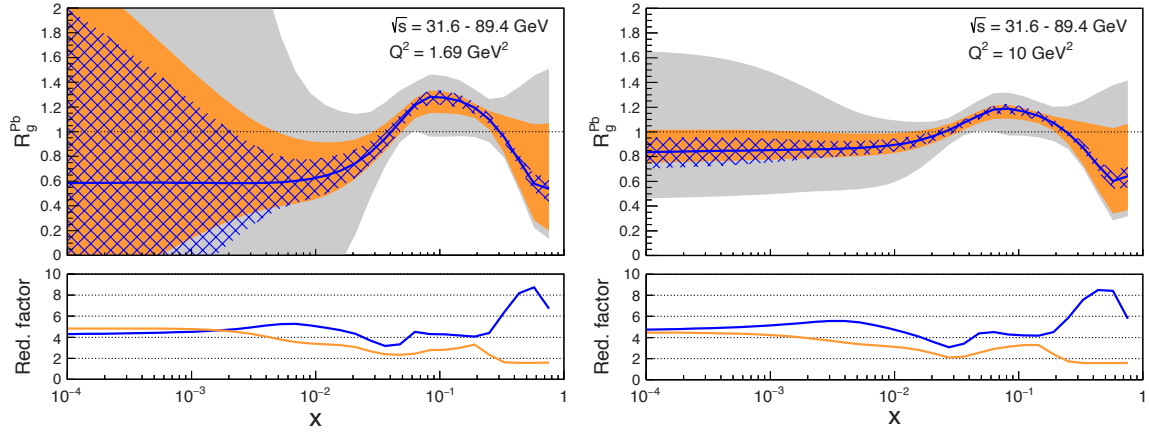 √s = 31.6 - 89.4 GeV
Q² = 1.69 GeV²
R_g^Pb
2
1.8
1.6
1.4
1.2
1
0.8
0.6
0.4
0.2
0
Red. factor
10
8
6
4
2
0
10⁻⁴ 10⁻³ 10⁻² 10⁻¹ 1
x
√s = 31.6 - 89.4 GeV
Q² = 10 GeV²
R_g^Pb
2
1.8
1.6
1.4
1.2
1
0.8
0.6
0.4
0.2
0
Red. factor
10
8
6
4
2
0
10⁻⁴ 10⁻³ 10⁻² 10⁻¹ 1
x